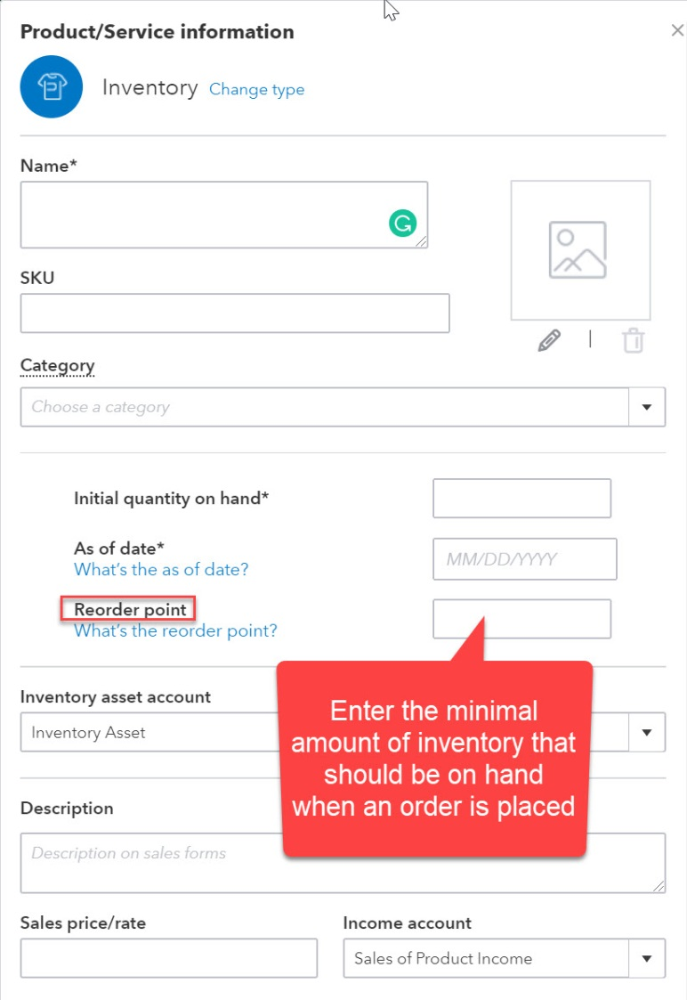 Product/Service information
Inventory Change type
Name*
SKU
Category
Choose a category
Initial quantity on hand*
As of date*
MM/DD/YYYY
What's the as of date?
Reorder point
What's the reorder point?
Enter the minimal
amount of inventory that
should be on hand
when an order is placed
Inventory asset account
Inventory Asset
Description
Description on sales forms
Sales price/rate
Income account
Sales of Product Income